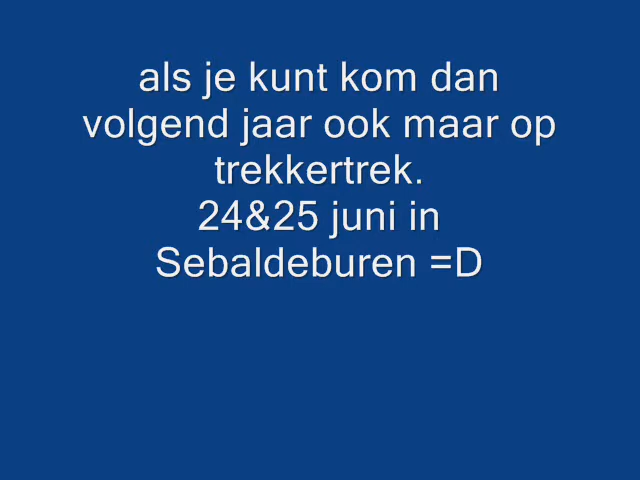 als je kunt kom dan
volgend jaar ook maar op
trekkertrek.
24&25 juni in
Sebaldeburen =D